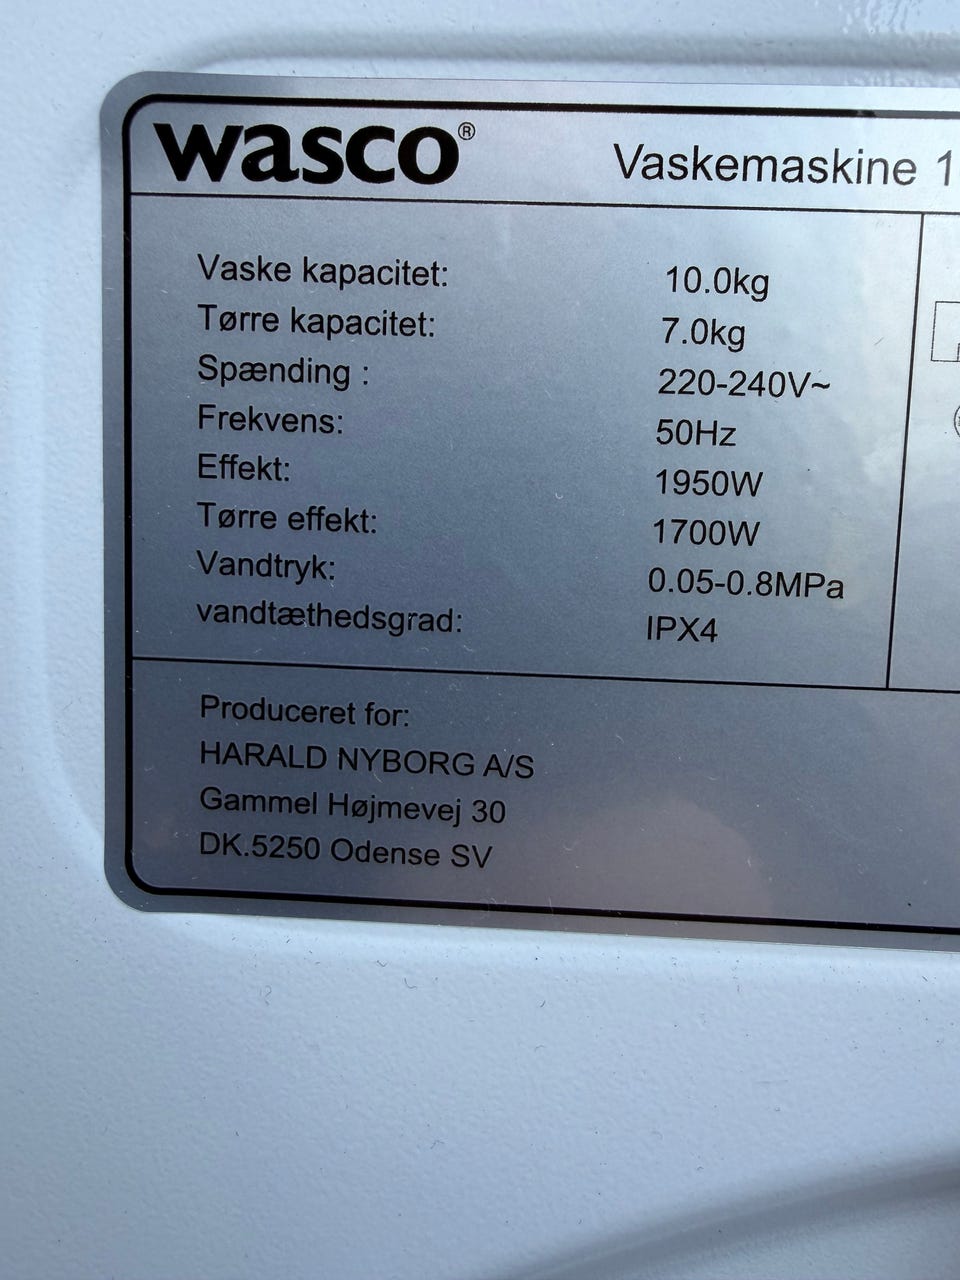 wasco®
Vaskemaskine
Vaske kapacitet: 10.0kg
Tørre kapacitet: 7.0kg
Spænding : 220-240V~
Frekvens: 50Hz
Effekt: 1950W
Tørre effekt: 1700W
Vandtryk: 0.05-0.8MPa
vandtæthedsgrad: IPX4
Produceret for:
HARALD NYBORG A/S
Gammel Højmevej 30
DK.5250 Odense SV